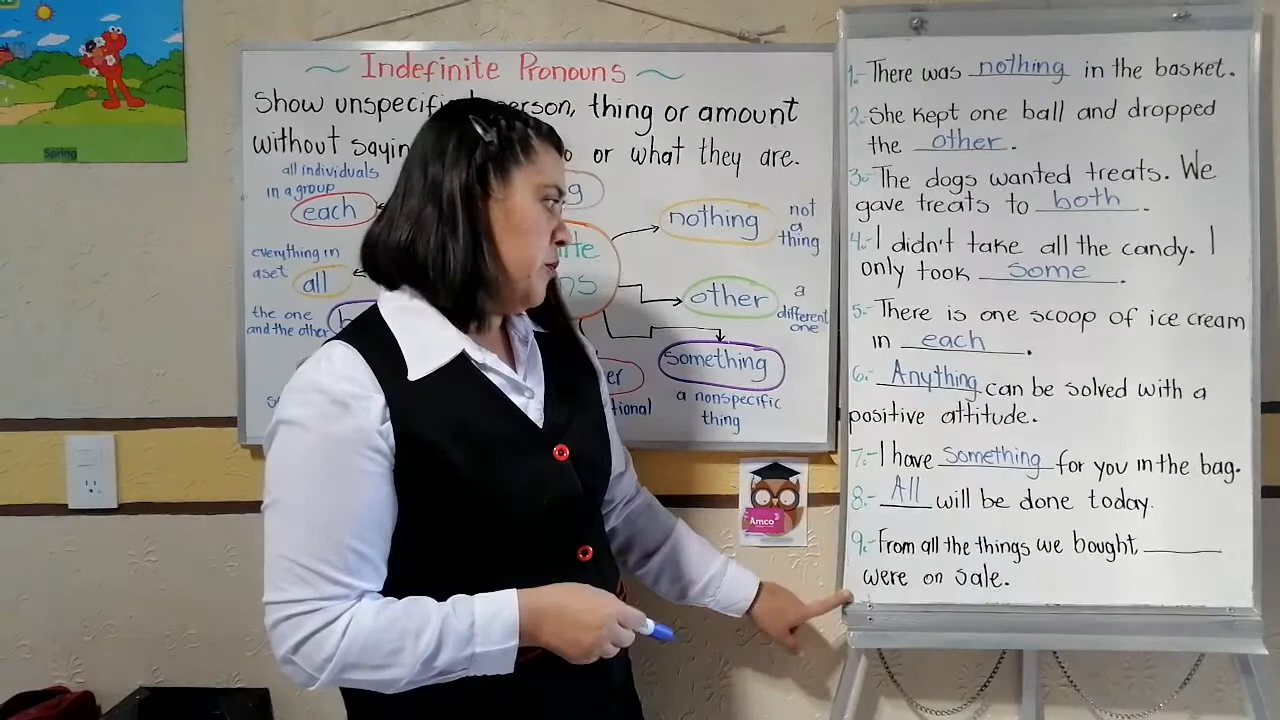 ~ Indefinite Pronouns ~
Show person, thing or amount
without or what they are.
all individuals
in a group
each
everything in
a set
all
the one
and the other
nothing
not
a
thing
other
a
different
one
something
a nonspecific
thing
Spring
Amco
1.- There was nothing in the basket.
2.- She kept one ball and dropped
the other.
3.- The dogs wanted treats. We
gave treats to both.
4.- I didn't take all the candy. I
only took some.
5.- There is one scoop of ice cream
in each.
6.- Anything can be solved with a
positive attitude.
7.- I have something for you in the bag.
8.- All will be done today.
9.- From all the things we bought, ______
were on sale.